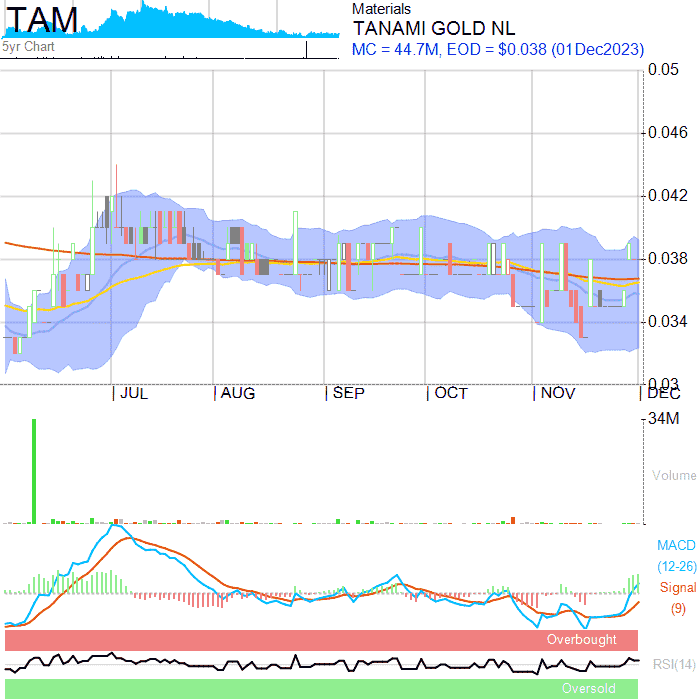 TAM
5yr Chart
Materials
TANAMI GOLD NL
MC = 44.7M, EOD = $0.038 (01Dec2023)
0.05
0.046
0.042
0.038
0.034
0.03
JUL AUG SEP OCT NOV DEC
34M
Volume
MACD
(12-26)
Signal
(9)
Overbought
RSI(14)
Oversold